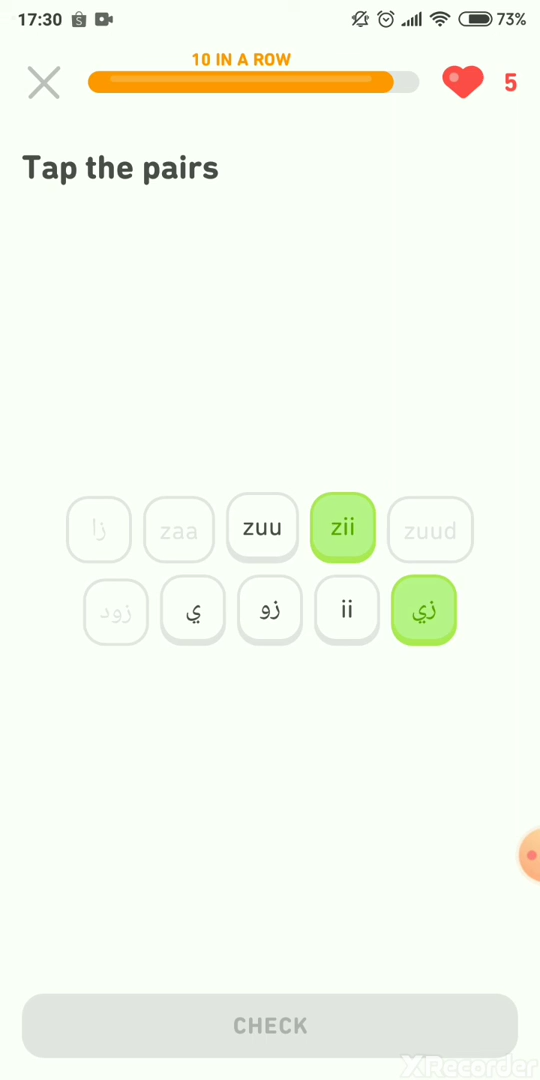 17:30 73%
10 IN A ROW
5
Tap the pairs
زا zaa zuu zii zuud
زود ي زو ii زي
CHECK
XRecorder